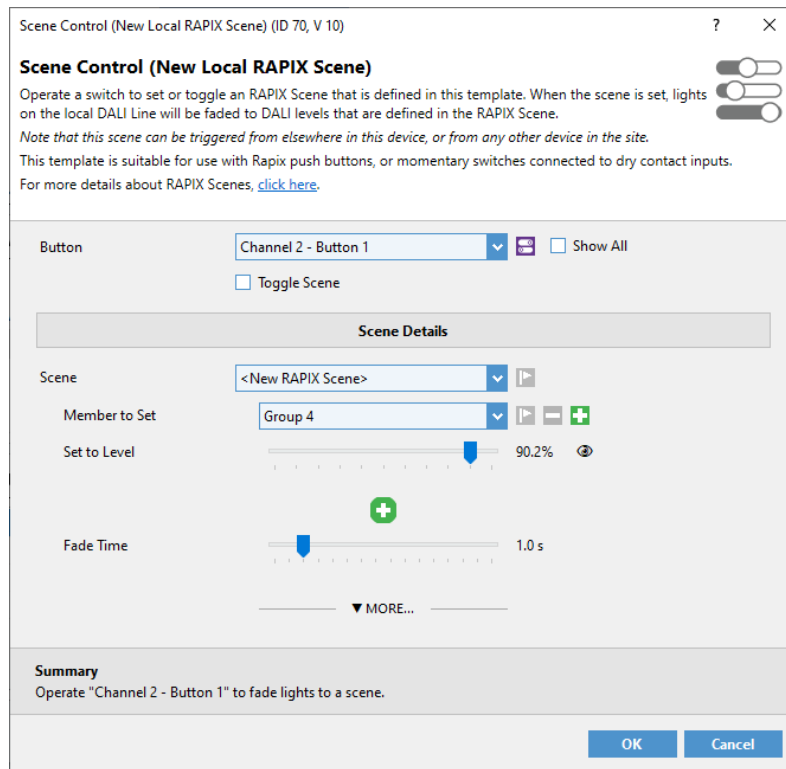 Scene Control (New Local RAPIX Scene) (ID 70, V 10)
?
Scene Control (New Local RAPIX Scene)
Operate a switch to set or toggle an RAPIX Scene that is defined in this template. When the scene is set, lights
on the local DALI Line will be faded to DALI levels that are defined in the RAPIX Scene.
Note that this scene can be triggered from elsewhere in this device, or from any other device in the site.
This template is suitable for use with Rapix push buttons, or momentary switches connected to dry contact inputs.
For more details about RAPIX Scenes, click here.
Button
Channel 2 - Button 1
Show All
Toggle Scene
Scene Details
Scene
<New RAPIX Scene>
Member to Set
Group 4
Set to Level
90.2%
Fade Time
1.0 s
▼ MORE...
Summary
Operate "Channel 2 - Button 1" to fade lights to a scene.
OK
Cancel